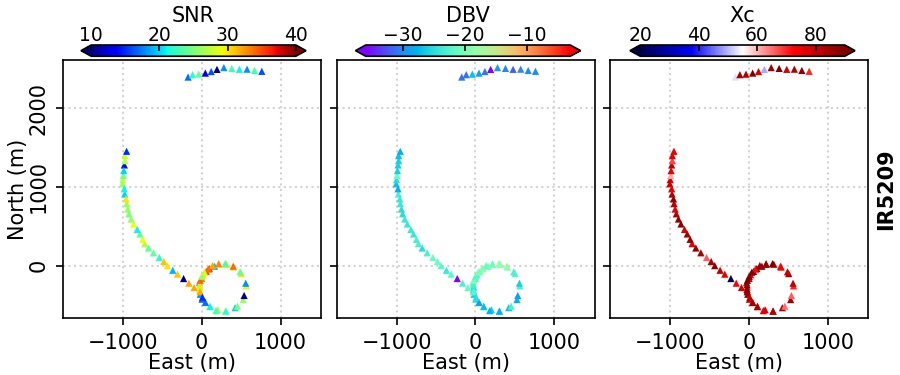 SNR DBV Xc
10 20 30 40 −30 −20 −10 20 40 60 80
2000
1000
0
North (m)
IR5209
−1000 0 1000 −1000 0 1000 −1000 0 1000
East (m) East (m) East (m)